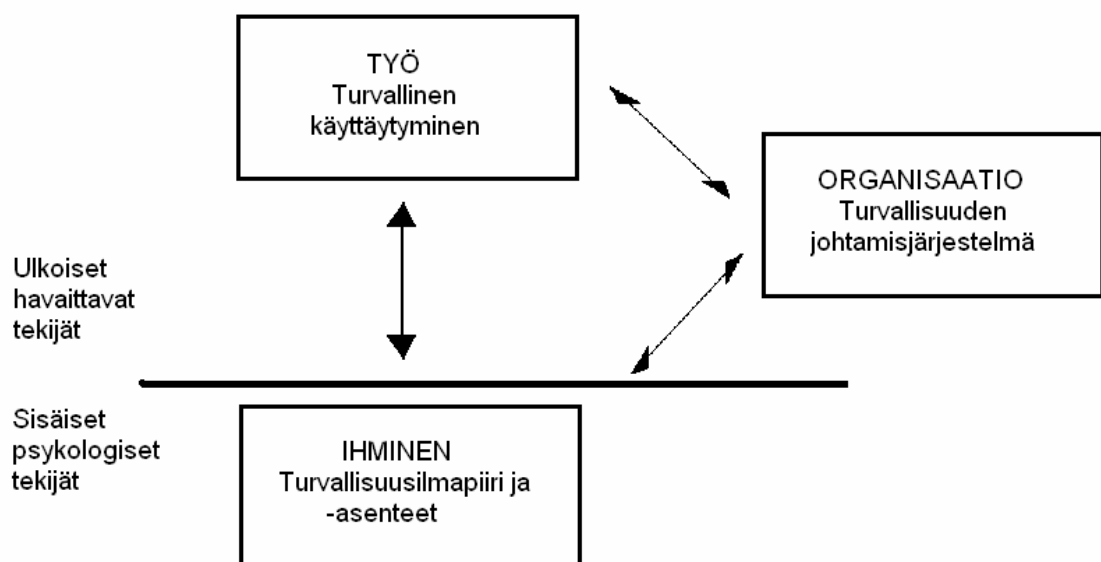 TYÖ
Turvallinen
käyttäytyminen
ORGANISAATIO
Turvallisuuden
johtamisjärjestelmä
Ulkoiset
havaittavat
tekijät
Sisäiset
psykologiset
tekijät
IHMINEN
Turvallisuusilmapiiri ja
-asenteet